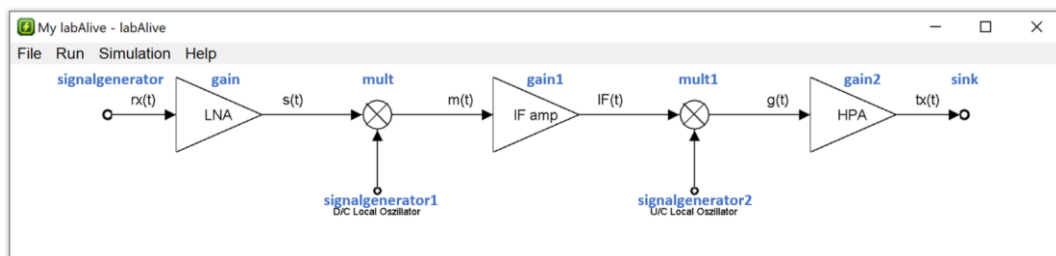 My labAlive - labAlive
File Run Simulation Help
signalgenerator gain mult gain1 mult1 gain2 sink
rx(t) s(t) m(t) IF(t) g(t) tx(t)
LNA IF amp HPA
signalgenerator1 signalgenerator2
D/C Local Oszillator U/C Local Oszillator